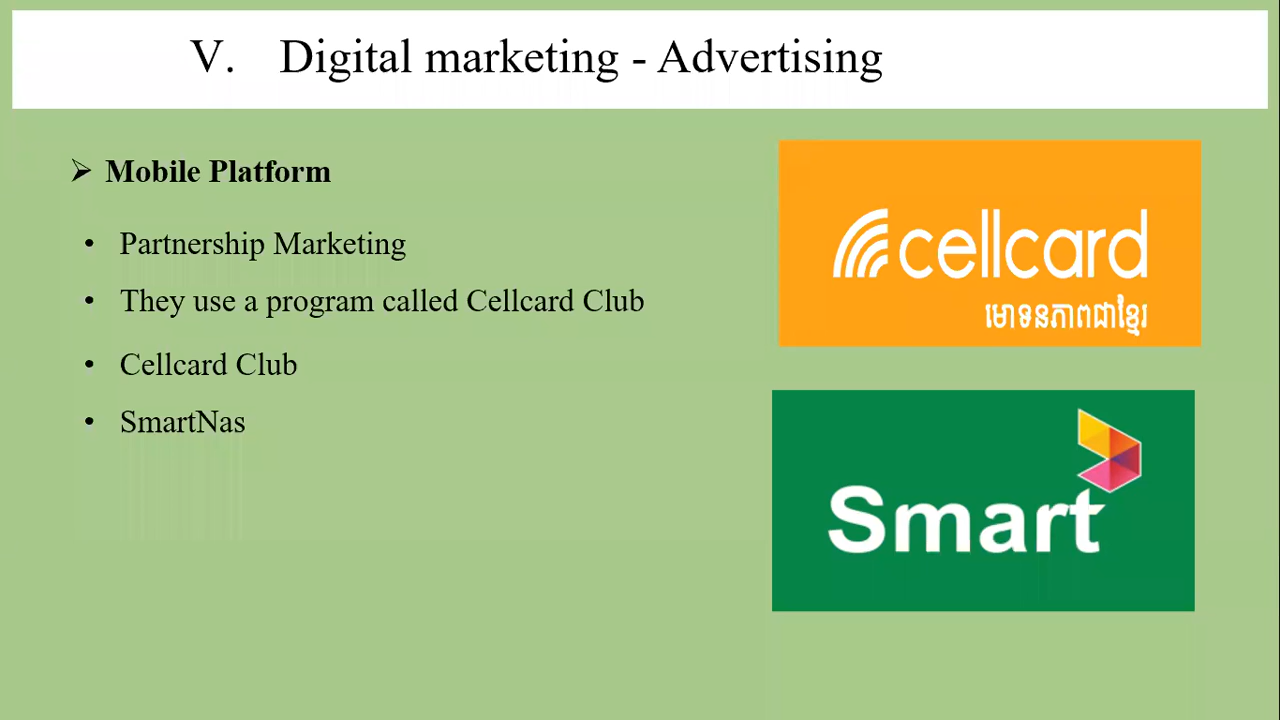 V. Digital marketing - Advertising
➢ Mobile Platform
• Partnership Marketing
• They use a program called Cellcard Club
• Cellcard Club
• SmartNas
cellcard
មោទនភាពជាខ្មែរ
Smart